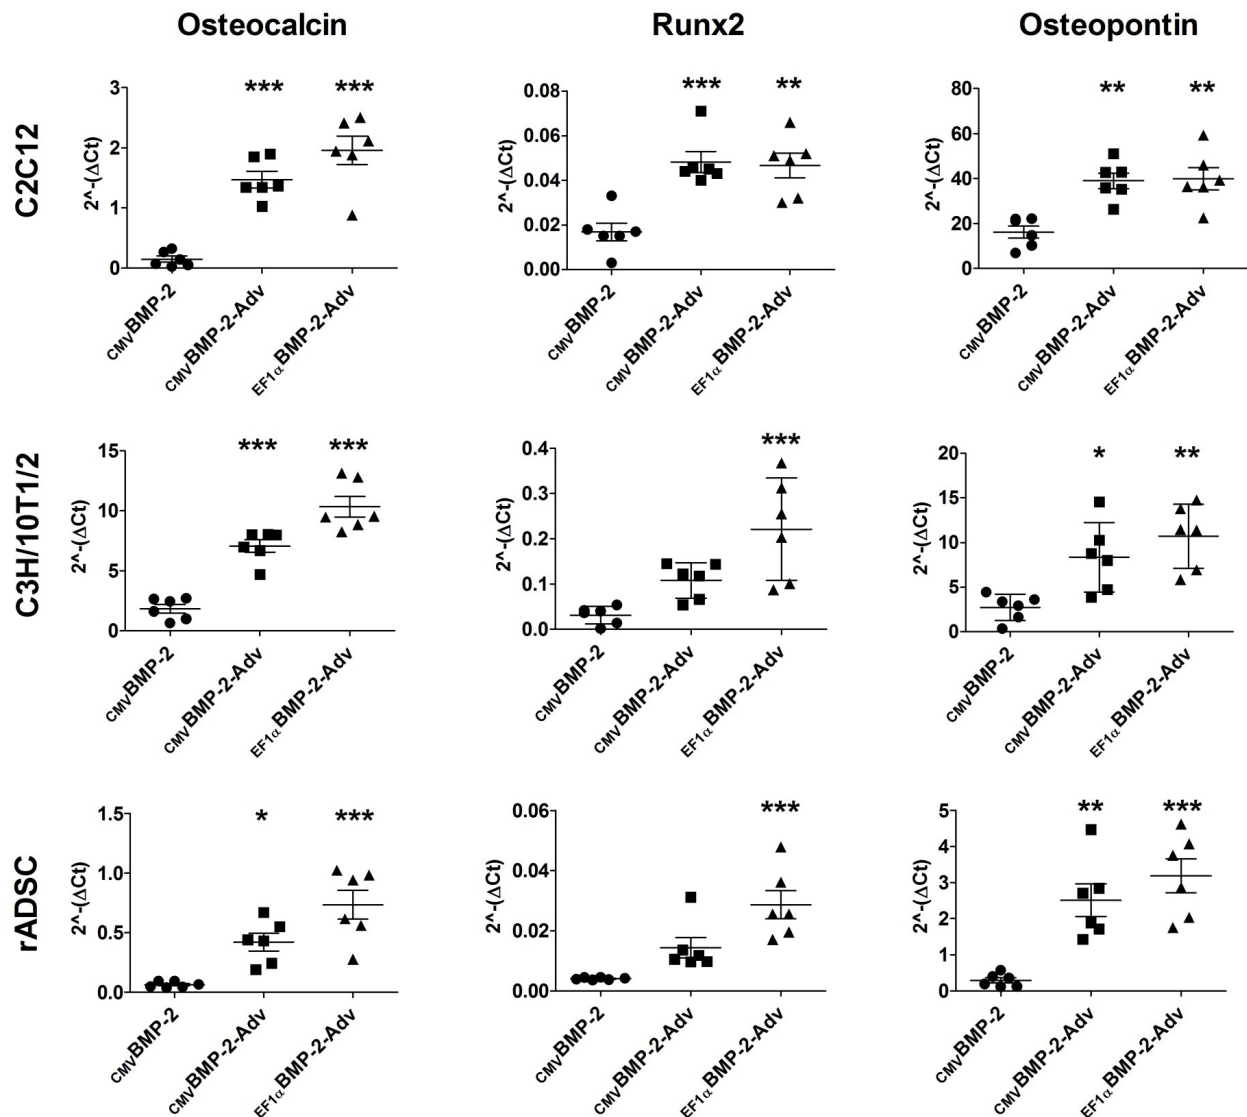 Osteocalcin Runx2 Osteopontin
C2C12
2^-(ΔCt)
3
2
1
0
*** ***
CMVBMP-2
CMVBMP-2-Adv
EF1αBMP-2-Adv
2^-(ΔCt)
0.08
0.06
0.04
0.02
0.00
*** **
CMVBMP-2
CMVBMP-2-Adv
EF1αBMP-2-Adv
2^-(ΔCt)
80
60
40
20
0
** **
CMVBMP-2
CMVBMP-2-Adv
EF1αBMP-2-Adv
C3H/10T1/2
2^-(ΔCt)
15
10
5
0
*** ***
CMVBMP-2
CMVBMP-2-Adv
EF1αBMP-2-Adv
2^-(ΔCt)
0.4
0.3
0.2
0.1
0.0
***
CMVBMP-2
CMVBMP-2-Adv
EF1αBMP-2-Adv
2^-(ΔCt)
20
15
10
5
0
* **
CMVBMP-2
CMVBMP-2-Adv
EF1αBMP-2-Adv
rADSC
2^-(ΔCt)
1.5
1.0
0.5
0.0
* ***
CMVBMP-2
CMVBMP-2-Adv
EF1αBMP-2-Adv
2^-(ΔCt)
0.06
0.04
0.02
0.00
***
CMVBMP-2
CMVBMP-2-Adv
EF1αBMP-2-Adv
2^-(ΔCt)
5
4
3
2
1
0
** ***
CMVBMP-2
CMVBMP-2-Adv
EF1αBMP-2-Adv